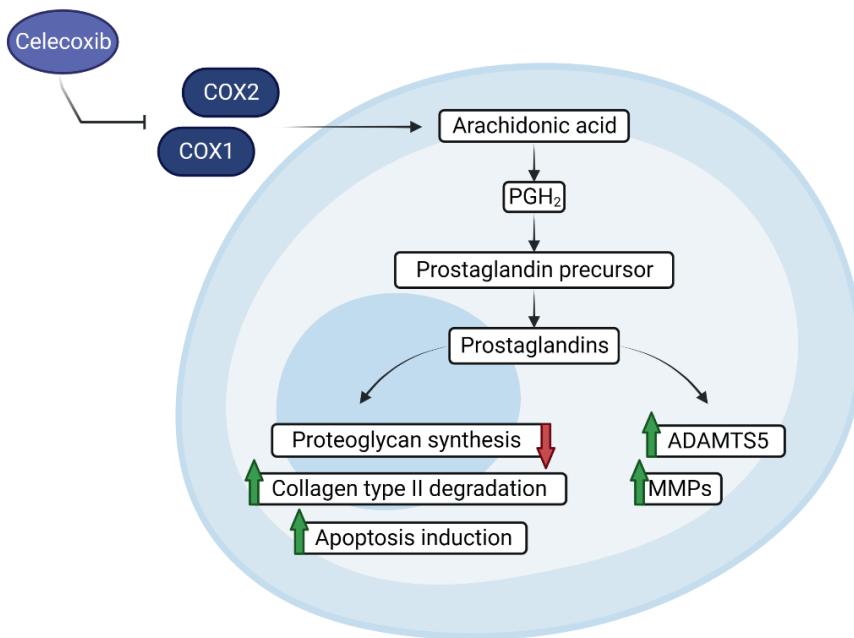 Celecoxib
COX2
COX1
Arachidonic acid
PGH₂
Prostaglandin precursor
Prostaglandins
Proteoglycan synthesis
Collagen type II degradation
Apoptosis induction
ADAMTS5
MMPs